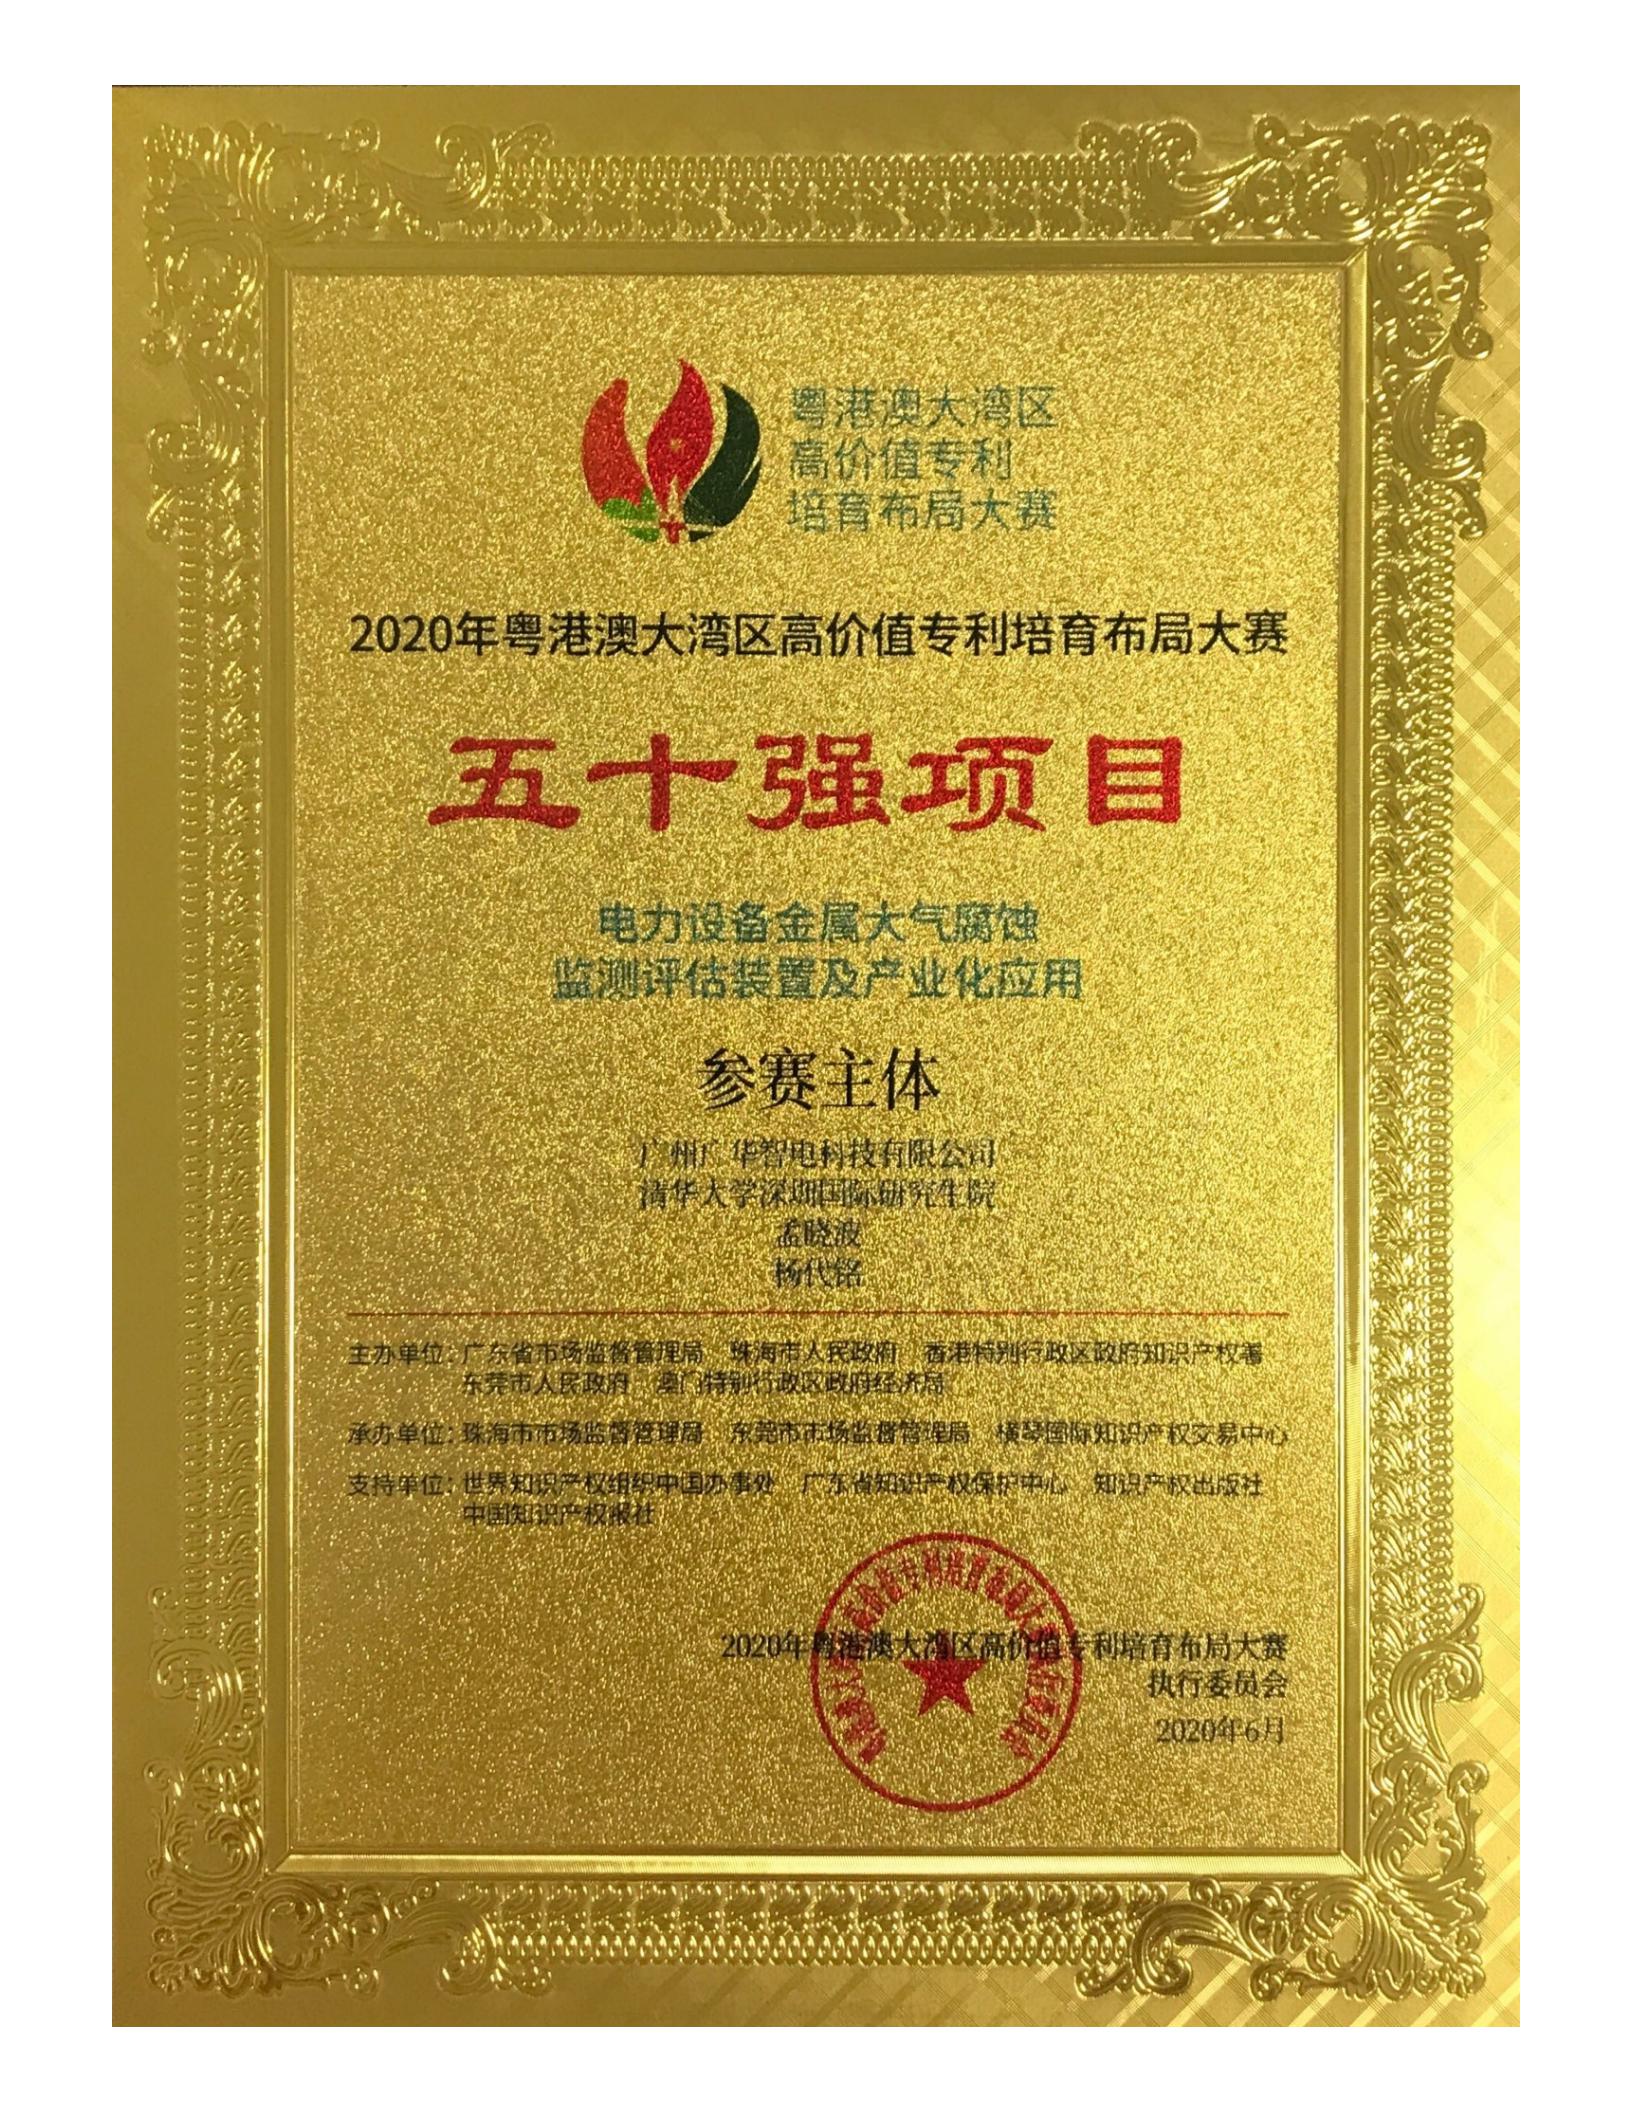 粤港澳大湾区
高价值专利
培育布局大赛
2020年粤港澳大湾区高价值专利培育布局大赛
五十强项目
电力设备金属大气腐蚀
监测评估装置及产业化应用
参赛主体
广州广华智电科技有限公司
清华大学深圳国际研究生院
孟晓波
杨代铭
主办单位：广东省市场监督管理局 珠海市人民政府 香港特别行政区政府知识产权署
东莞市人民政府 澳门特别行政区政府经济局
承办单位：珠海市市场监督管理局 东莞市市场监督管理局 横琴国际知识产权交易中心
支持单位：世界知识产权组织中国办事处 广东省知识产权保护中心 知识产权出版社
中国知识产权报社
2020年粤港澳大湾区高价值专利培育布局大赛
执行委员会
2020年6月